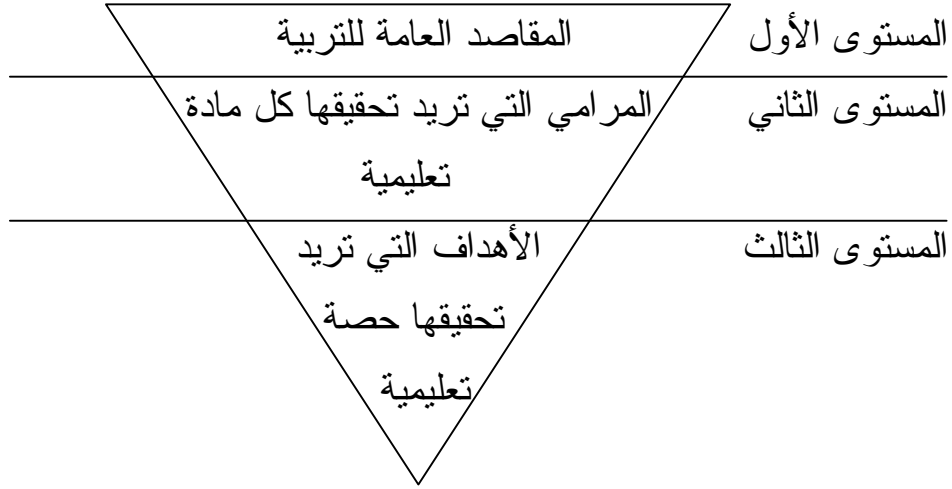 المستوى الأول المقاصد العامة للتربية
المستوى الثاني المرامي التي تريد تحقيقها كل مادة
تعليمية
المستوى الثالث الأهداف التي تريد
تحقيقها حصة
تعليمية